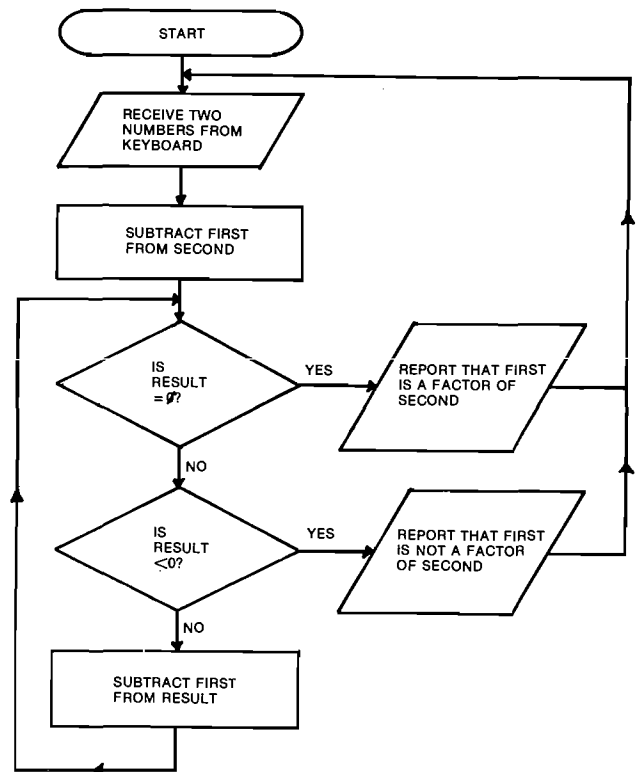 START
RECEIVE TWO
NUMBERS FROM
KEYBOARD
SUBTRACT FIRST
FROM SECOND
IS
RESULT
=0?
YES
REPORT THAT FIRST
IS A FACTOR OF
SECOND
NO
IS
RESULT
<0?
YES
REPORT THAT FIRST
IS NOT A FACTOR
OF SECOND
NO
SUBTRACT FIRST
FROM RESULT